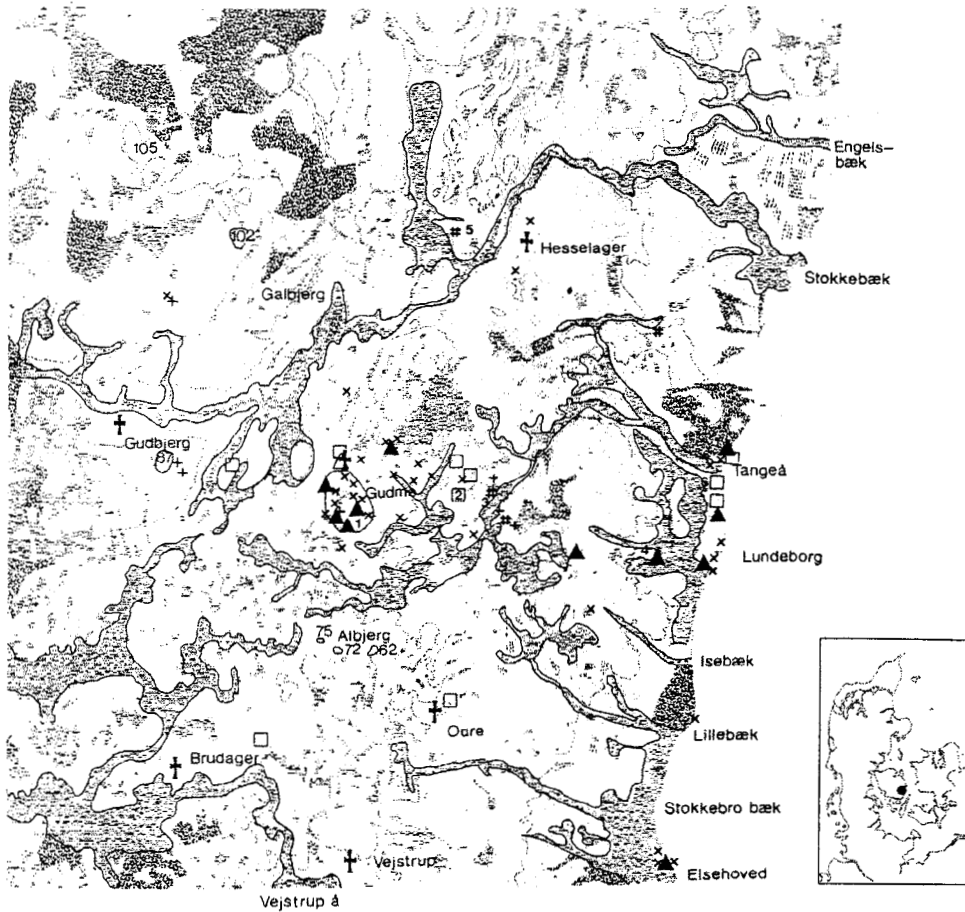 105
Engels-
bæk
5
102
Hesselager
Stokkebæk
Galbjerg
Gudbjerg
87
Tangeå
Gudme
2
1
Lundeborg
75 Albjerg
72 62
Isebæk
Oure
Lillebæk
Brudager
Stokkebro bæk
Vejstrup
Elsehoved
Vejstrup å